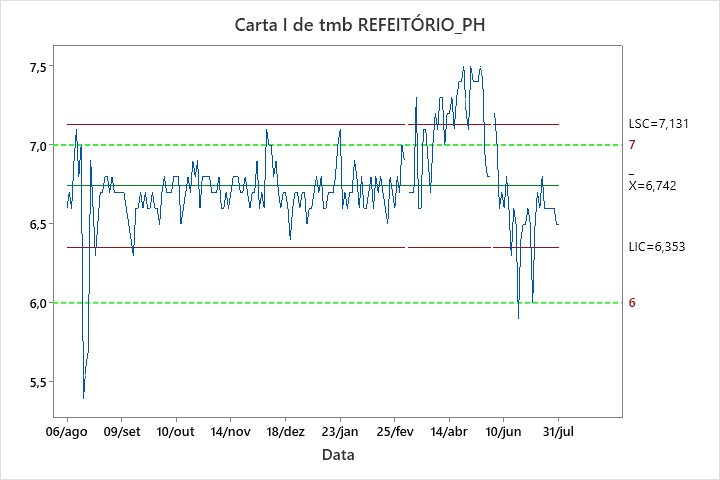 Carta I de tmb REFEITÓRIO_PH
7,5
7,0
6,5
6,0
5,5
LSC=7,131
7
_
X=6,742
LIC=6,353
6
06/ago 09/set 10/out 14/nov 18/dez 23/jan 25/fev 14/abr 10/jun 31/jul
Data